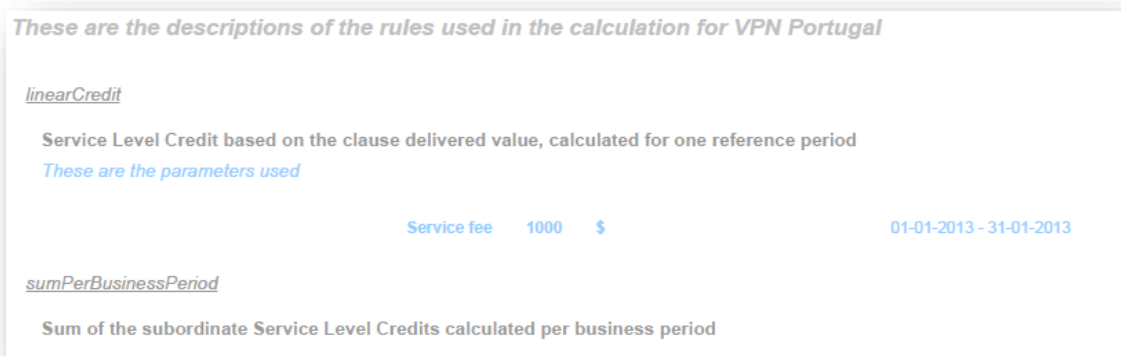 These are the descriptions of the rules used in the calculation for VPN Portugal
linearCredit
Service Level Credit based on the clause delivered value, calculated for one reference period
These are the parameters used
Service fee 1000 $ 01-01-2013 - 31-01-2013
sumPerBusinessPeriod
Sum of the subordinate Service Level Credits calculated per business period